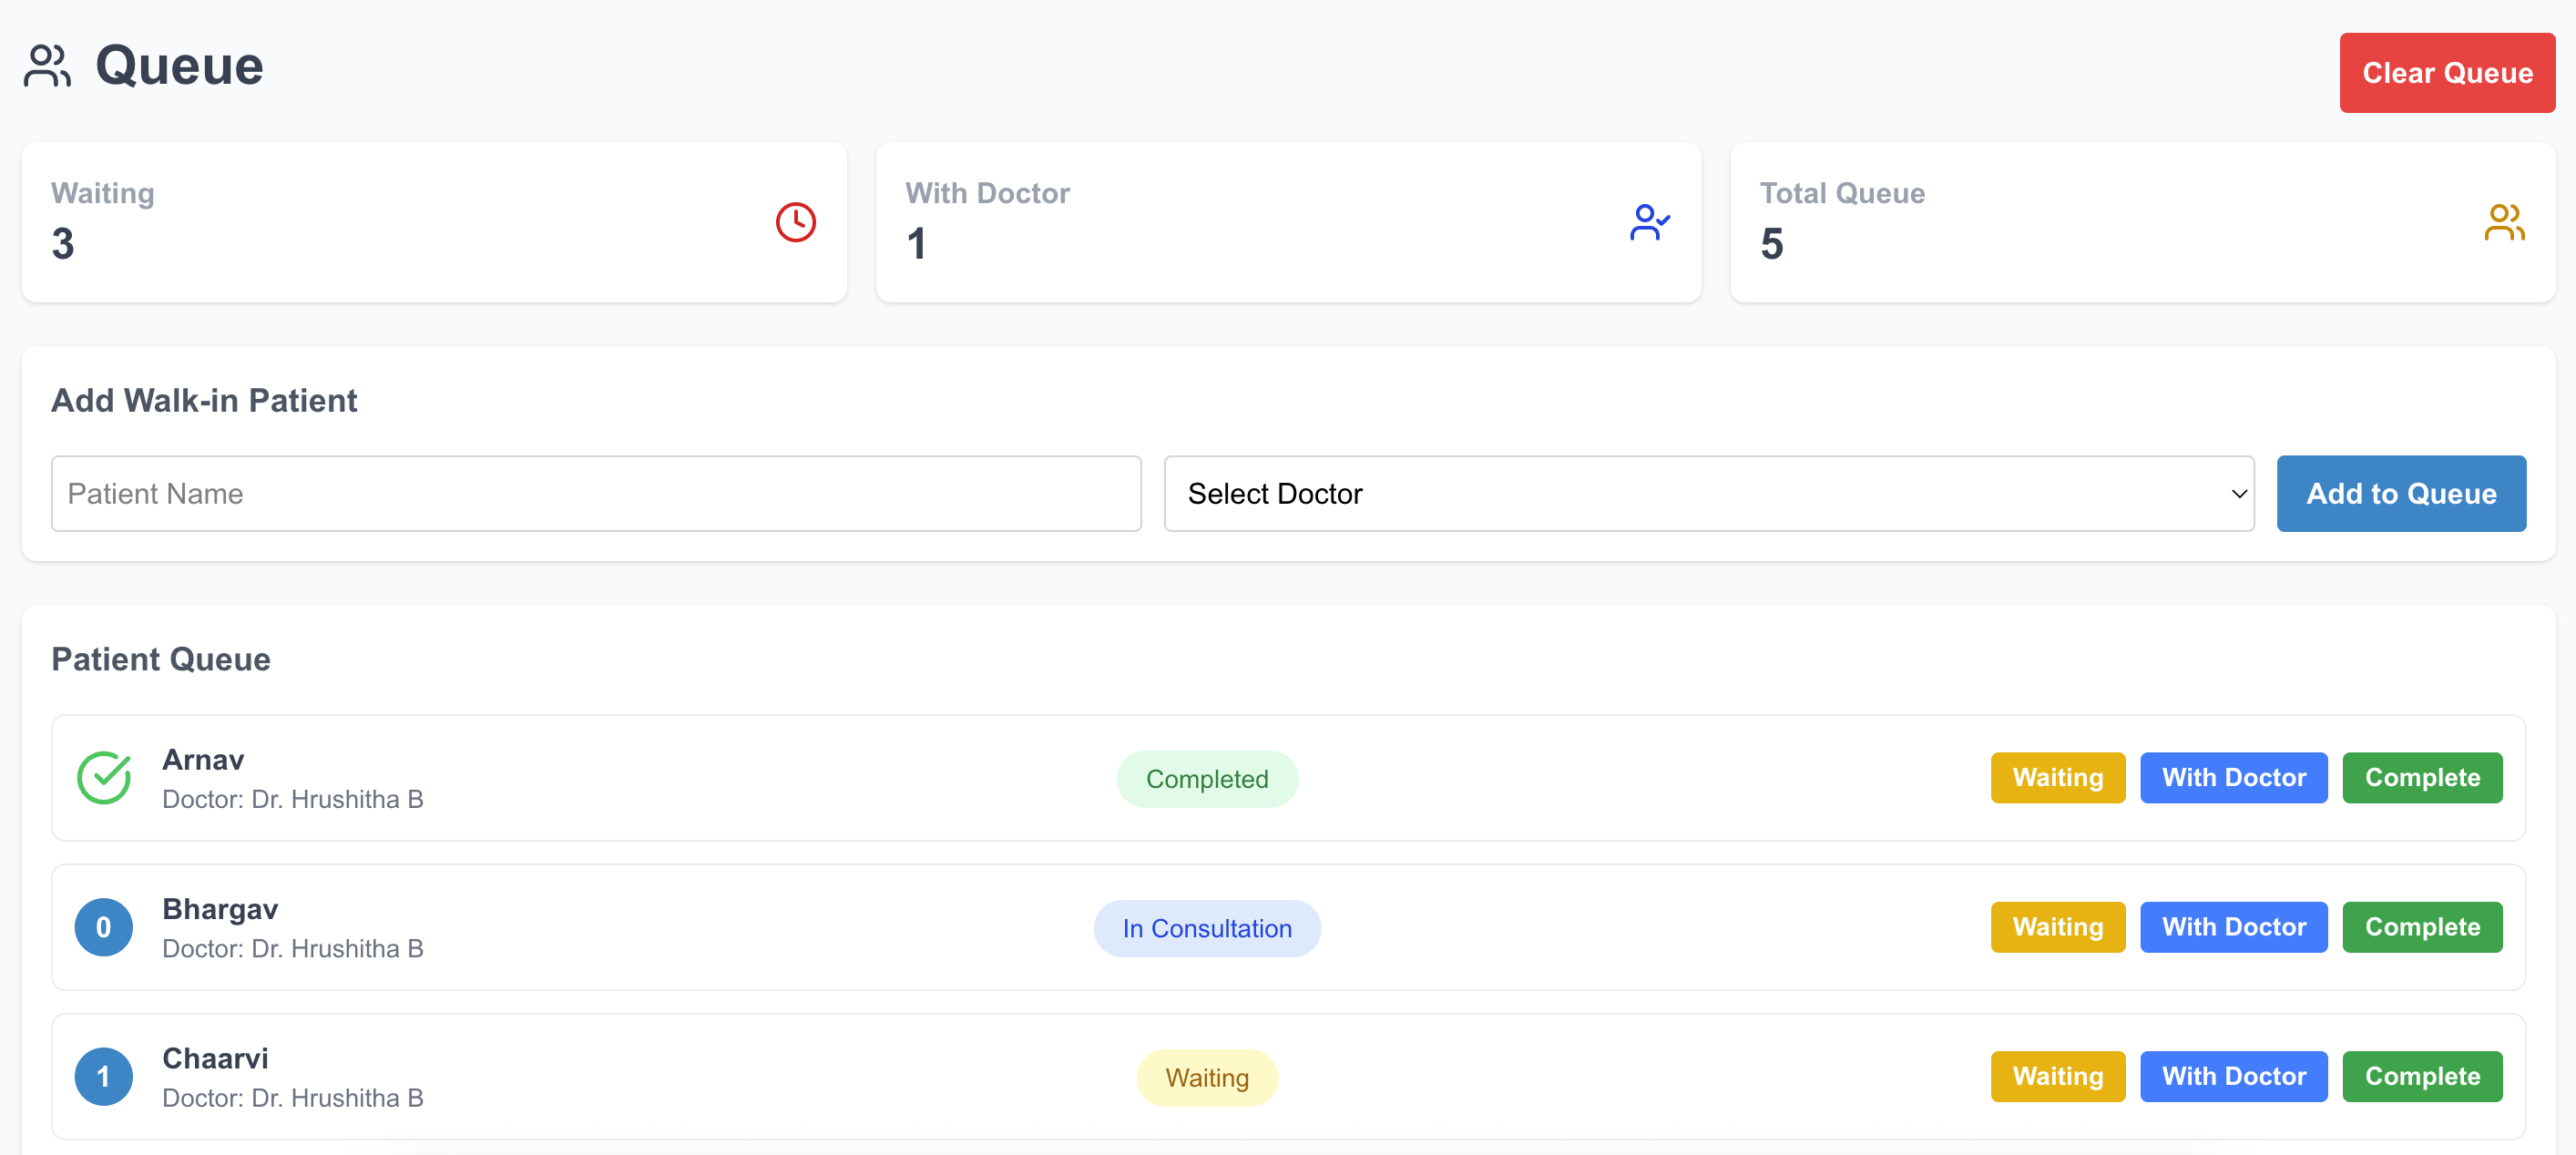 Queue
Clear Queue
Waiting
3
With Doctor
1
Total Queue
5
Add Walk-in Patient
Patient Name
Select Doctor
Add to Queue
Patient Queue
Arnav
Doctor: Dr. Hrushitha B
Completed
Waiting
With Doctor
Complete
0
Bhargav
Doctor: Dr. Hrushitha B
In Consultation
Waiting
With Doctor
Complete
1
Chaarvi
Doctor: Dr. Hrushitha B
Waiting
Waiting
With Doctor
Complete